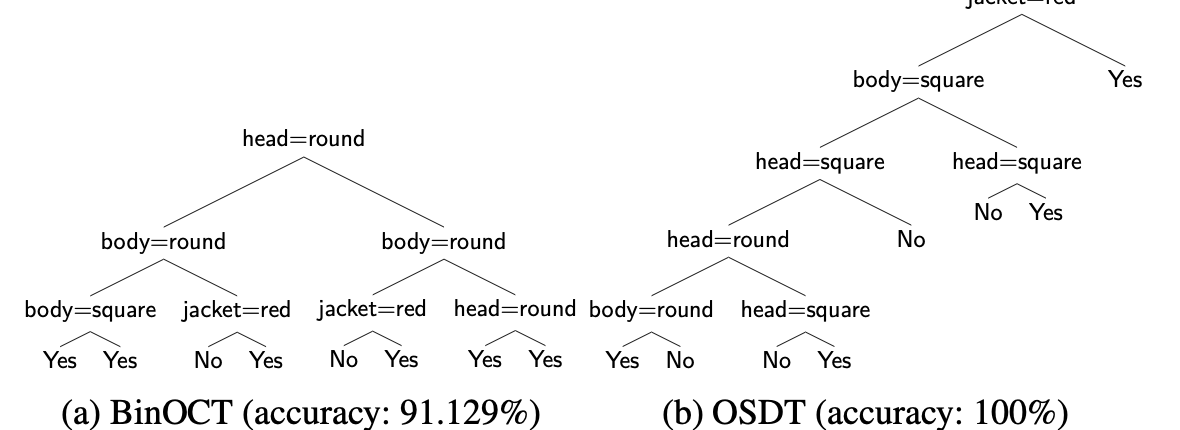 jacket=red
body=square Yes
head=round
head=square head=square
No Yes
body=round body=round head=round No
body=square jacket=red jacket=red head=round body=round head=square
Yes Yes No Yes No Yes Yes Yes Yes No No Yes
(a) BinOCT (accuracy: 91.129%) (b) OSDT (accuracy: 100%)